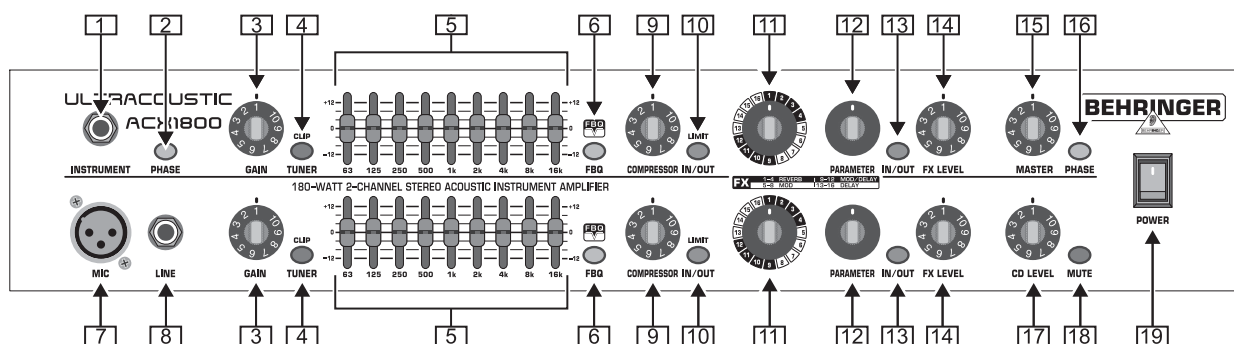 1 2 3 4 5 6 9 10 11 12 13 14 15 16
ULTRACOUSTIC
ACX1800
BEHRINGER
+12 +12
0 0
-12 -12
CLIP FBQ LIMIT
63 125 250 500 1k 2k 4k 8k 16k
INSTRUMENT PHASE GAIN TUNER FBQ COMPRESSOR IN/OUT PARAMETER IN/OUT FX LEVEL MASTER PHASE
180-WATT 2-CHANNEL STEREO ACOUSTIC INSTRUMENT AMPLIFIER
FX 1-4 REVERB 9-12 MOD/DELAY
5-8 MOD 13-16 DELAY
POWER
+12 +12
0 0
-12 -12
CLIP FBQ LIMIT
63 125 250 500 1k 2k 4k 8k 16k
MIC LINE GAIN TUNER FBQ COMPRESSOR IN/OUT PARAMETER IN/OUT FX LEVEL CD LEVEL MUTE
7 8 3 4 5 6 9 10 11 12 13 14 17 18 19